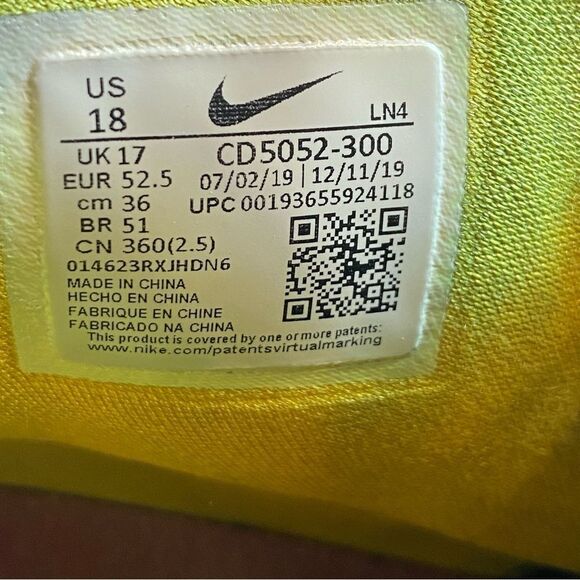 US
18
LN4
UK 17
CD5052-300
EUR 52.5
07/02/19 | 12/11/19
cm 36
UPC 00193655924118
BR 51
CN 360(2.5)
014623RXJHDN6
MADE IN CHINA
HECHO EN CHINA
FABRIQUE EN CHINE
FABRICADO NA CHINA
This product is covered by one or more patents:
www.nike.com/patentsvirtualmarking